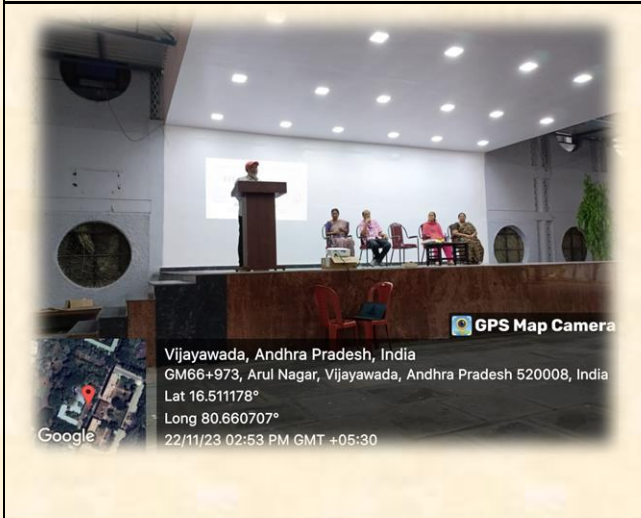 GPS Map Camera
Vijayawada, Andhra Pradesh, India
GM66+973, Arul Nagar, Vijayawada, Andhra Pradesh 520008, India
Lat 16.511178°
Long 80.660707°
22/11/23 02:53 PM GMT +05:30
Google